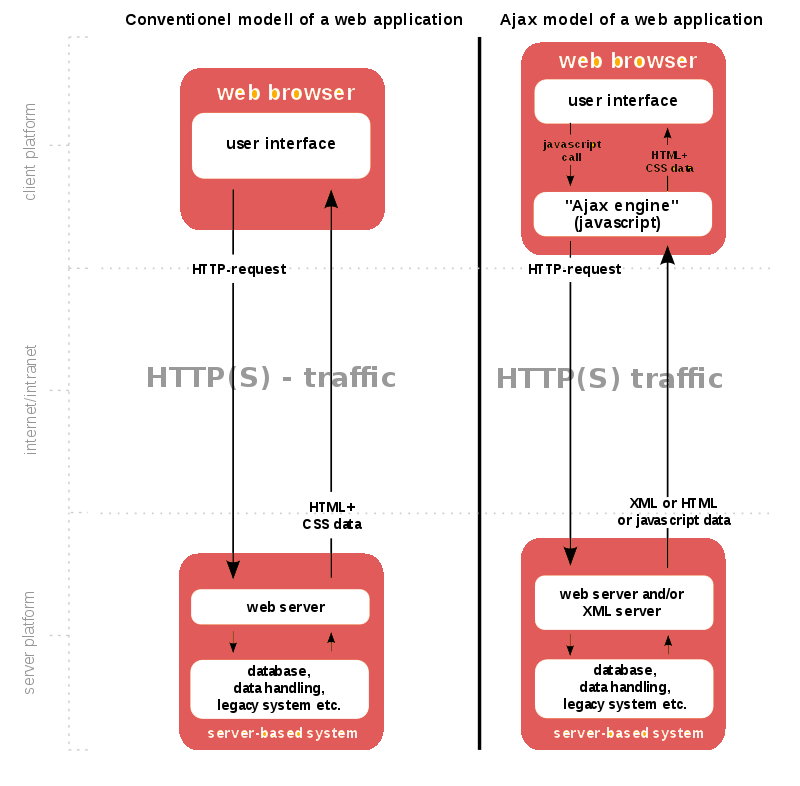 Conventionel modell of a web application
web browser
user interface
HTTP-request
HTTP(S) - traffic
HTML+
CSS data
web server
database,
data handling,
legacy system etc.
server-based system
Ajax model of a web application
web browser
user interface
javascript
call
HTML+
CSS data
"Ajax engine"
(javascript)
HTTP-request
HTTP(S) traffic
XML or HTML
or javascript data
web server and/or
XML server
database,
data handling,
legacy system etc.
server-based system
client platform
internet/intranet
server platform